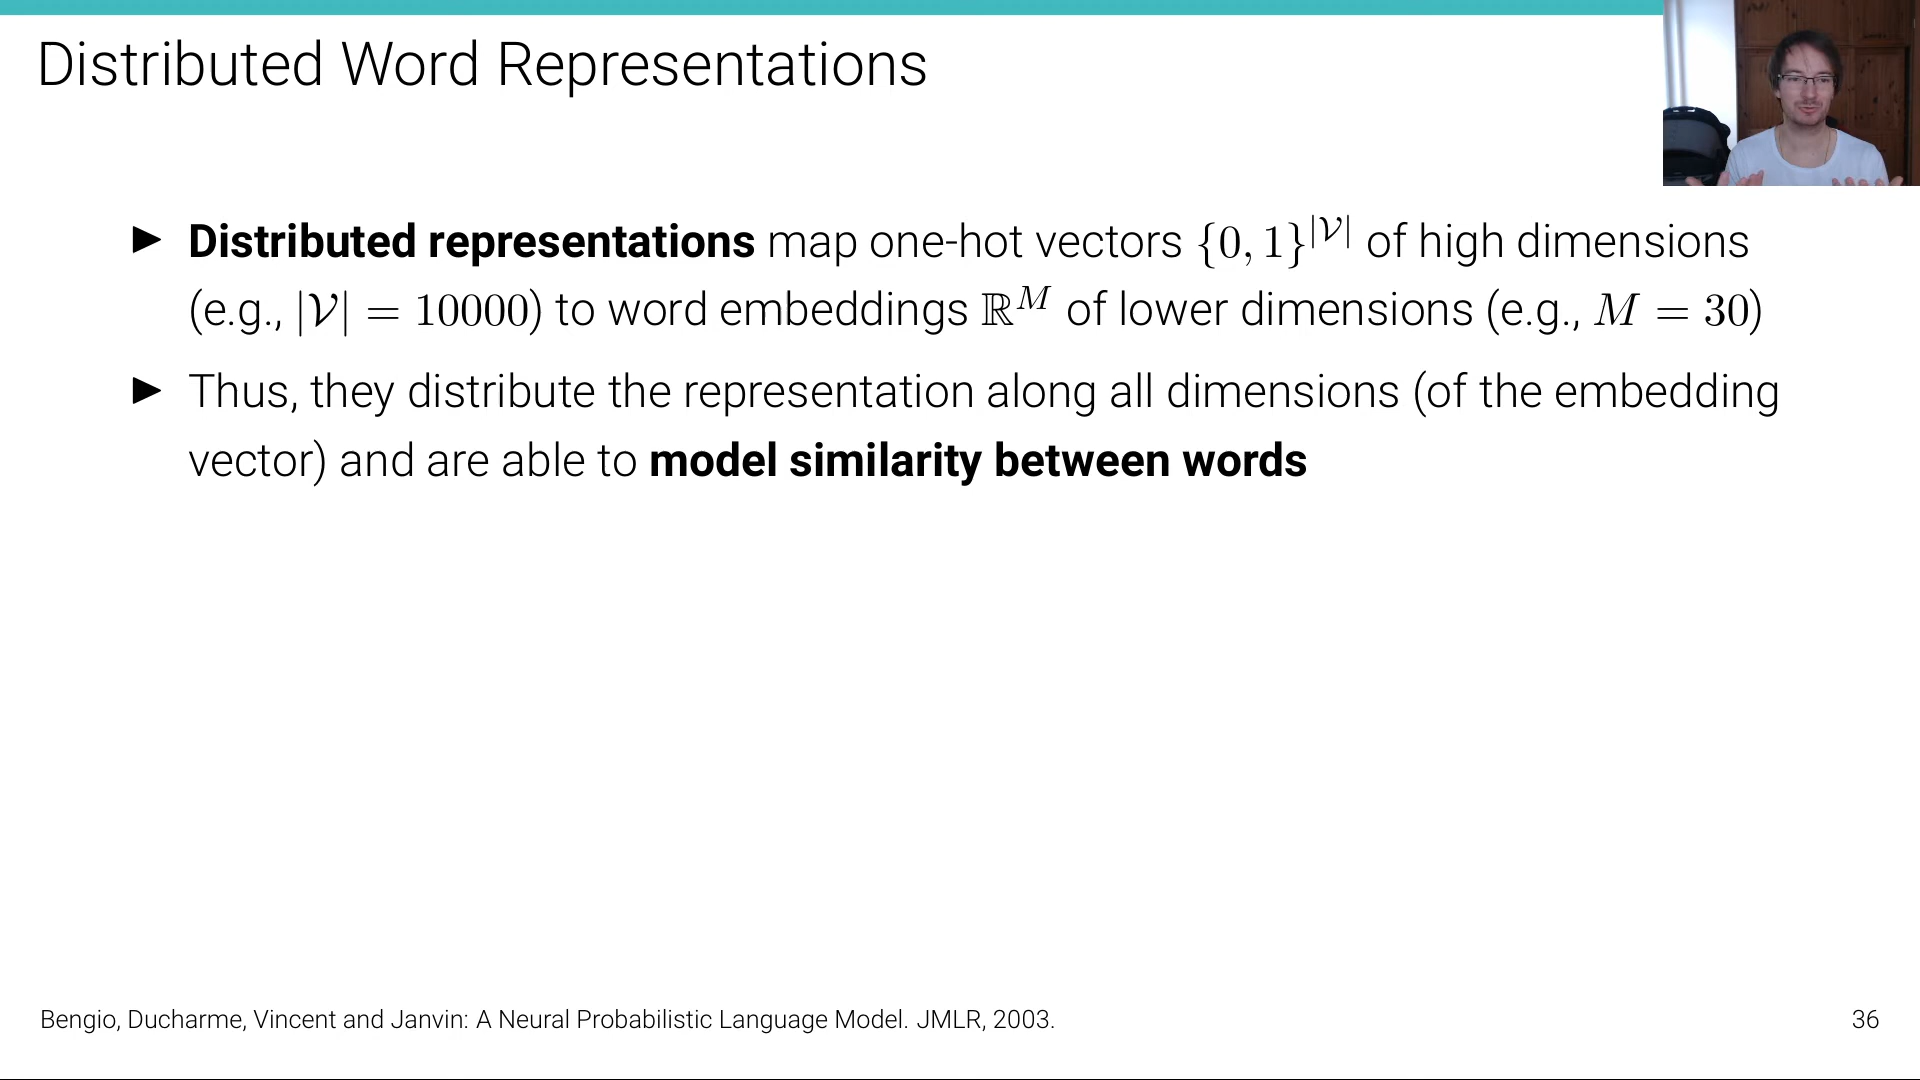 Distributed Word Representations
▶ Distributed representations map one-hot vectors {0, 1}^|𝒱| of high dimensions
(e.g., |𝒱| = 10000) to word embeddings ℝ^M of lower dimensions (e.g., M = 30)
▶ Thus, they distribute the representation along all dimensions (of the embedding
vector) and are able to model similarity between words
Bengio, Ducharme, Vincent and Janvin: A Neural Probabilistic Language Model. JMLR, 2003.
36